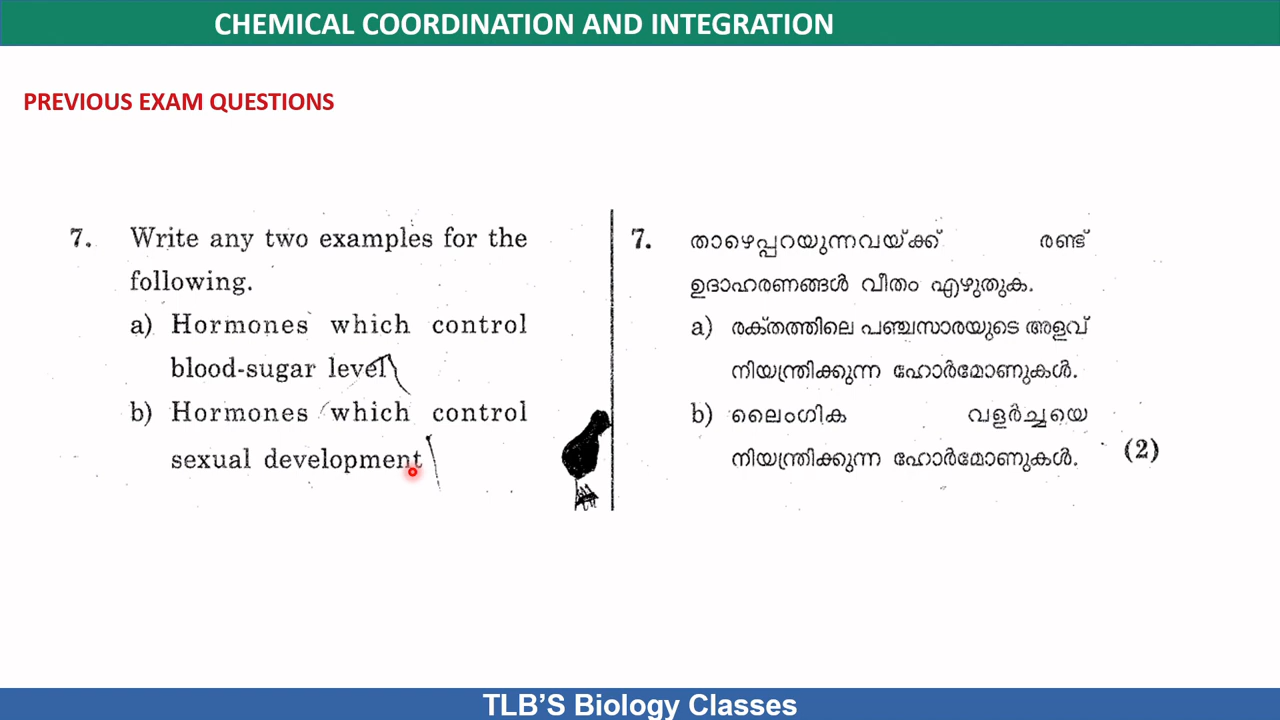 CHEMICAL COORDINATION AND INTEGRATION
PREVIOUS EXAM QUESTIONS
7. Write any two examples for the
following.
a) Hormones which control
blood-sugar level
b) Hormones which control
sexual development
7. താഴെപ്പറയുന്നവയ്ക്ക് രണ്ട്
ഉദാഹരണങ്ങൾ വീതം എഴുതുക.
a) രക്തത്തിലെ പഞ്ചസാരയുടെ അളവ്
നിയന്ത്രിക്കുന്ന ഹോർമോണുകൾ.
b) ലൈംഗിക വളർച്ചയെ
നിയന്ത്രിക്കുന്ന ഹോർമോണുകൾ. (2)
TLB'S Biology Classes